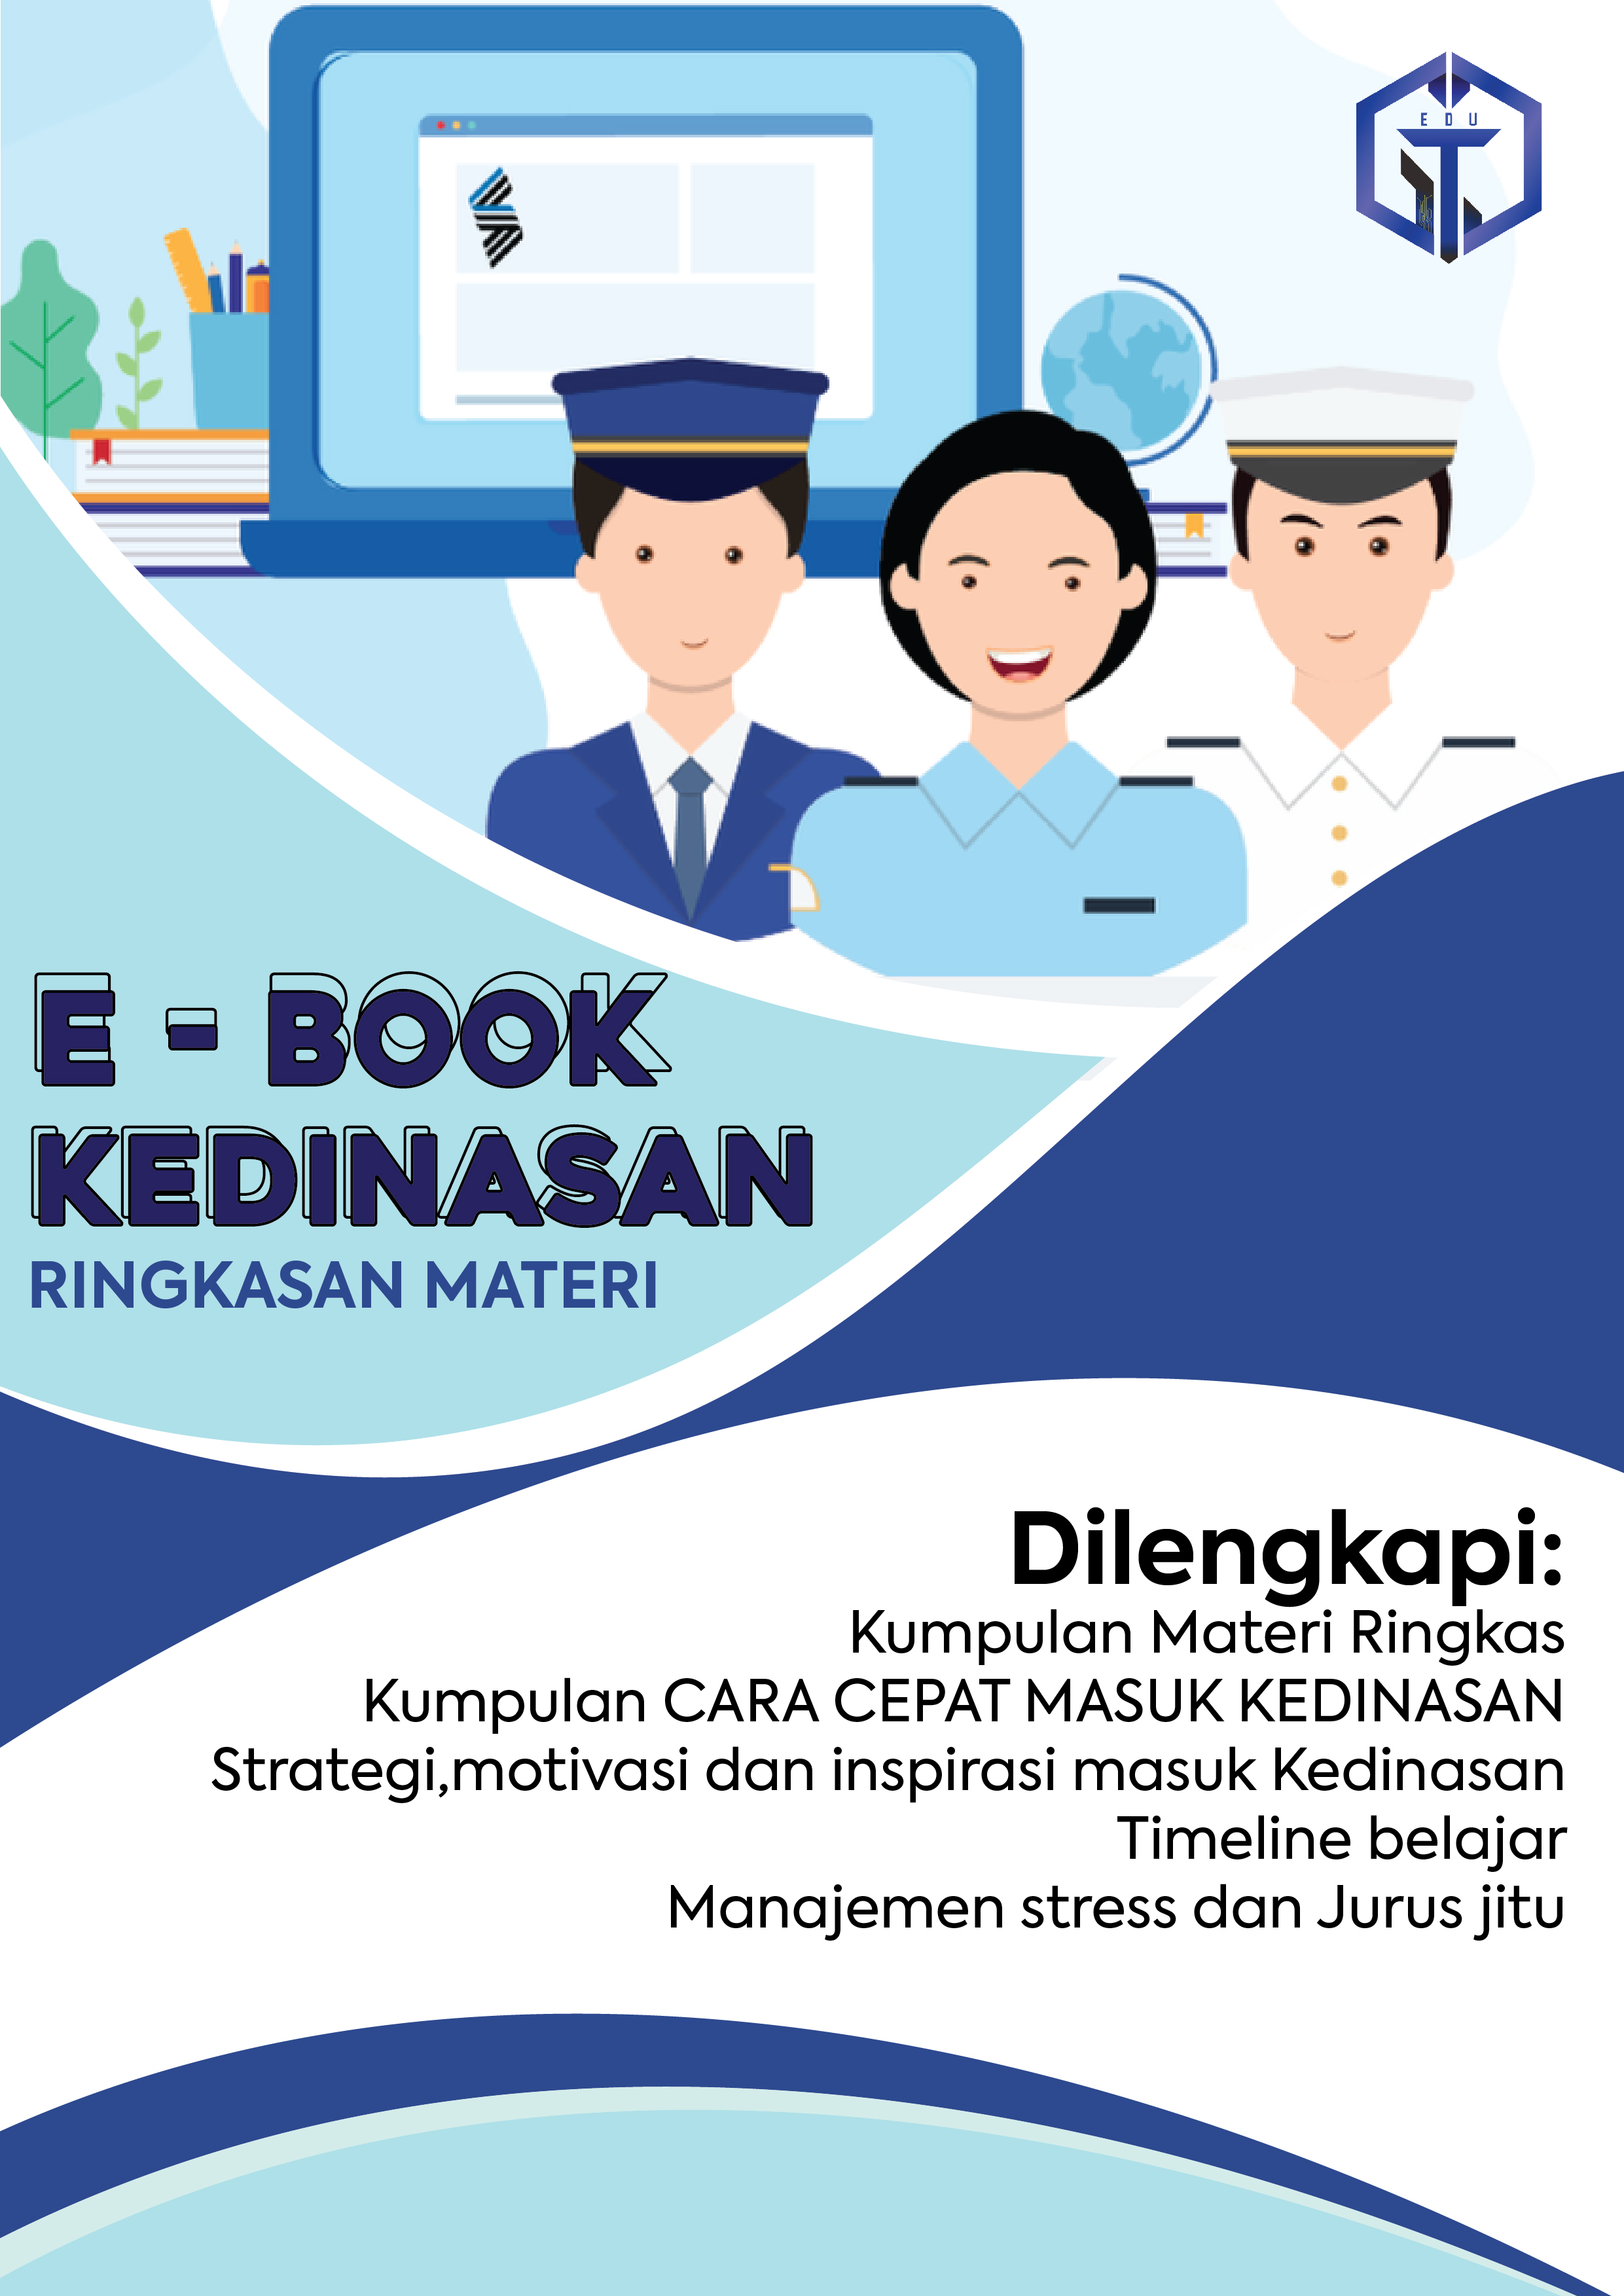 EDU
E - BOOK
KEDINASAN
RINGKASAN MATERI
Dilengkapi:
Kumpulan Materi Ringkas
Kumpulan CARA CEPAT MASUK KEDINASAN
Strategi,motivasi dan inspirasi masuk Kedinasan
Timeline belajar
Manajemen stress dan Jurus jitu